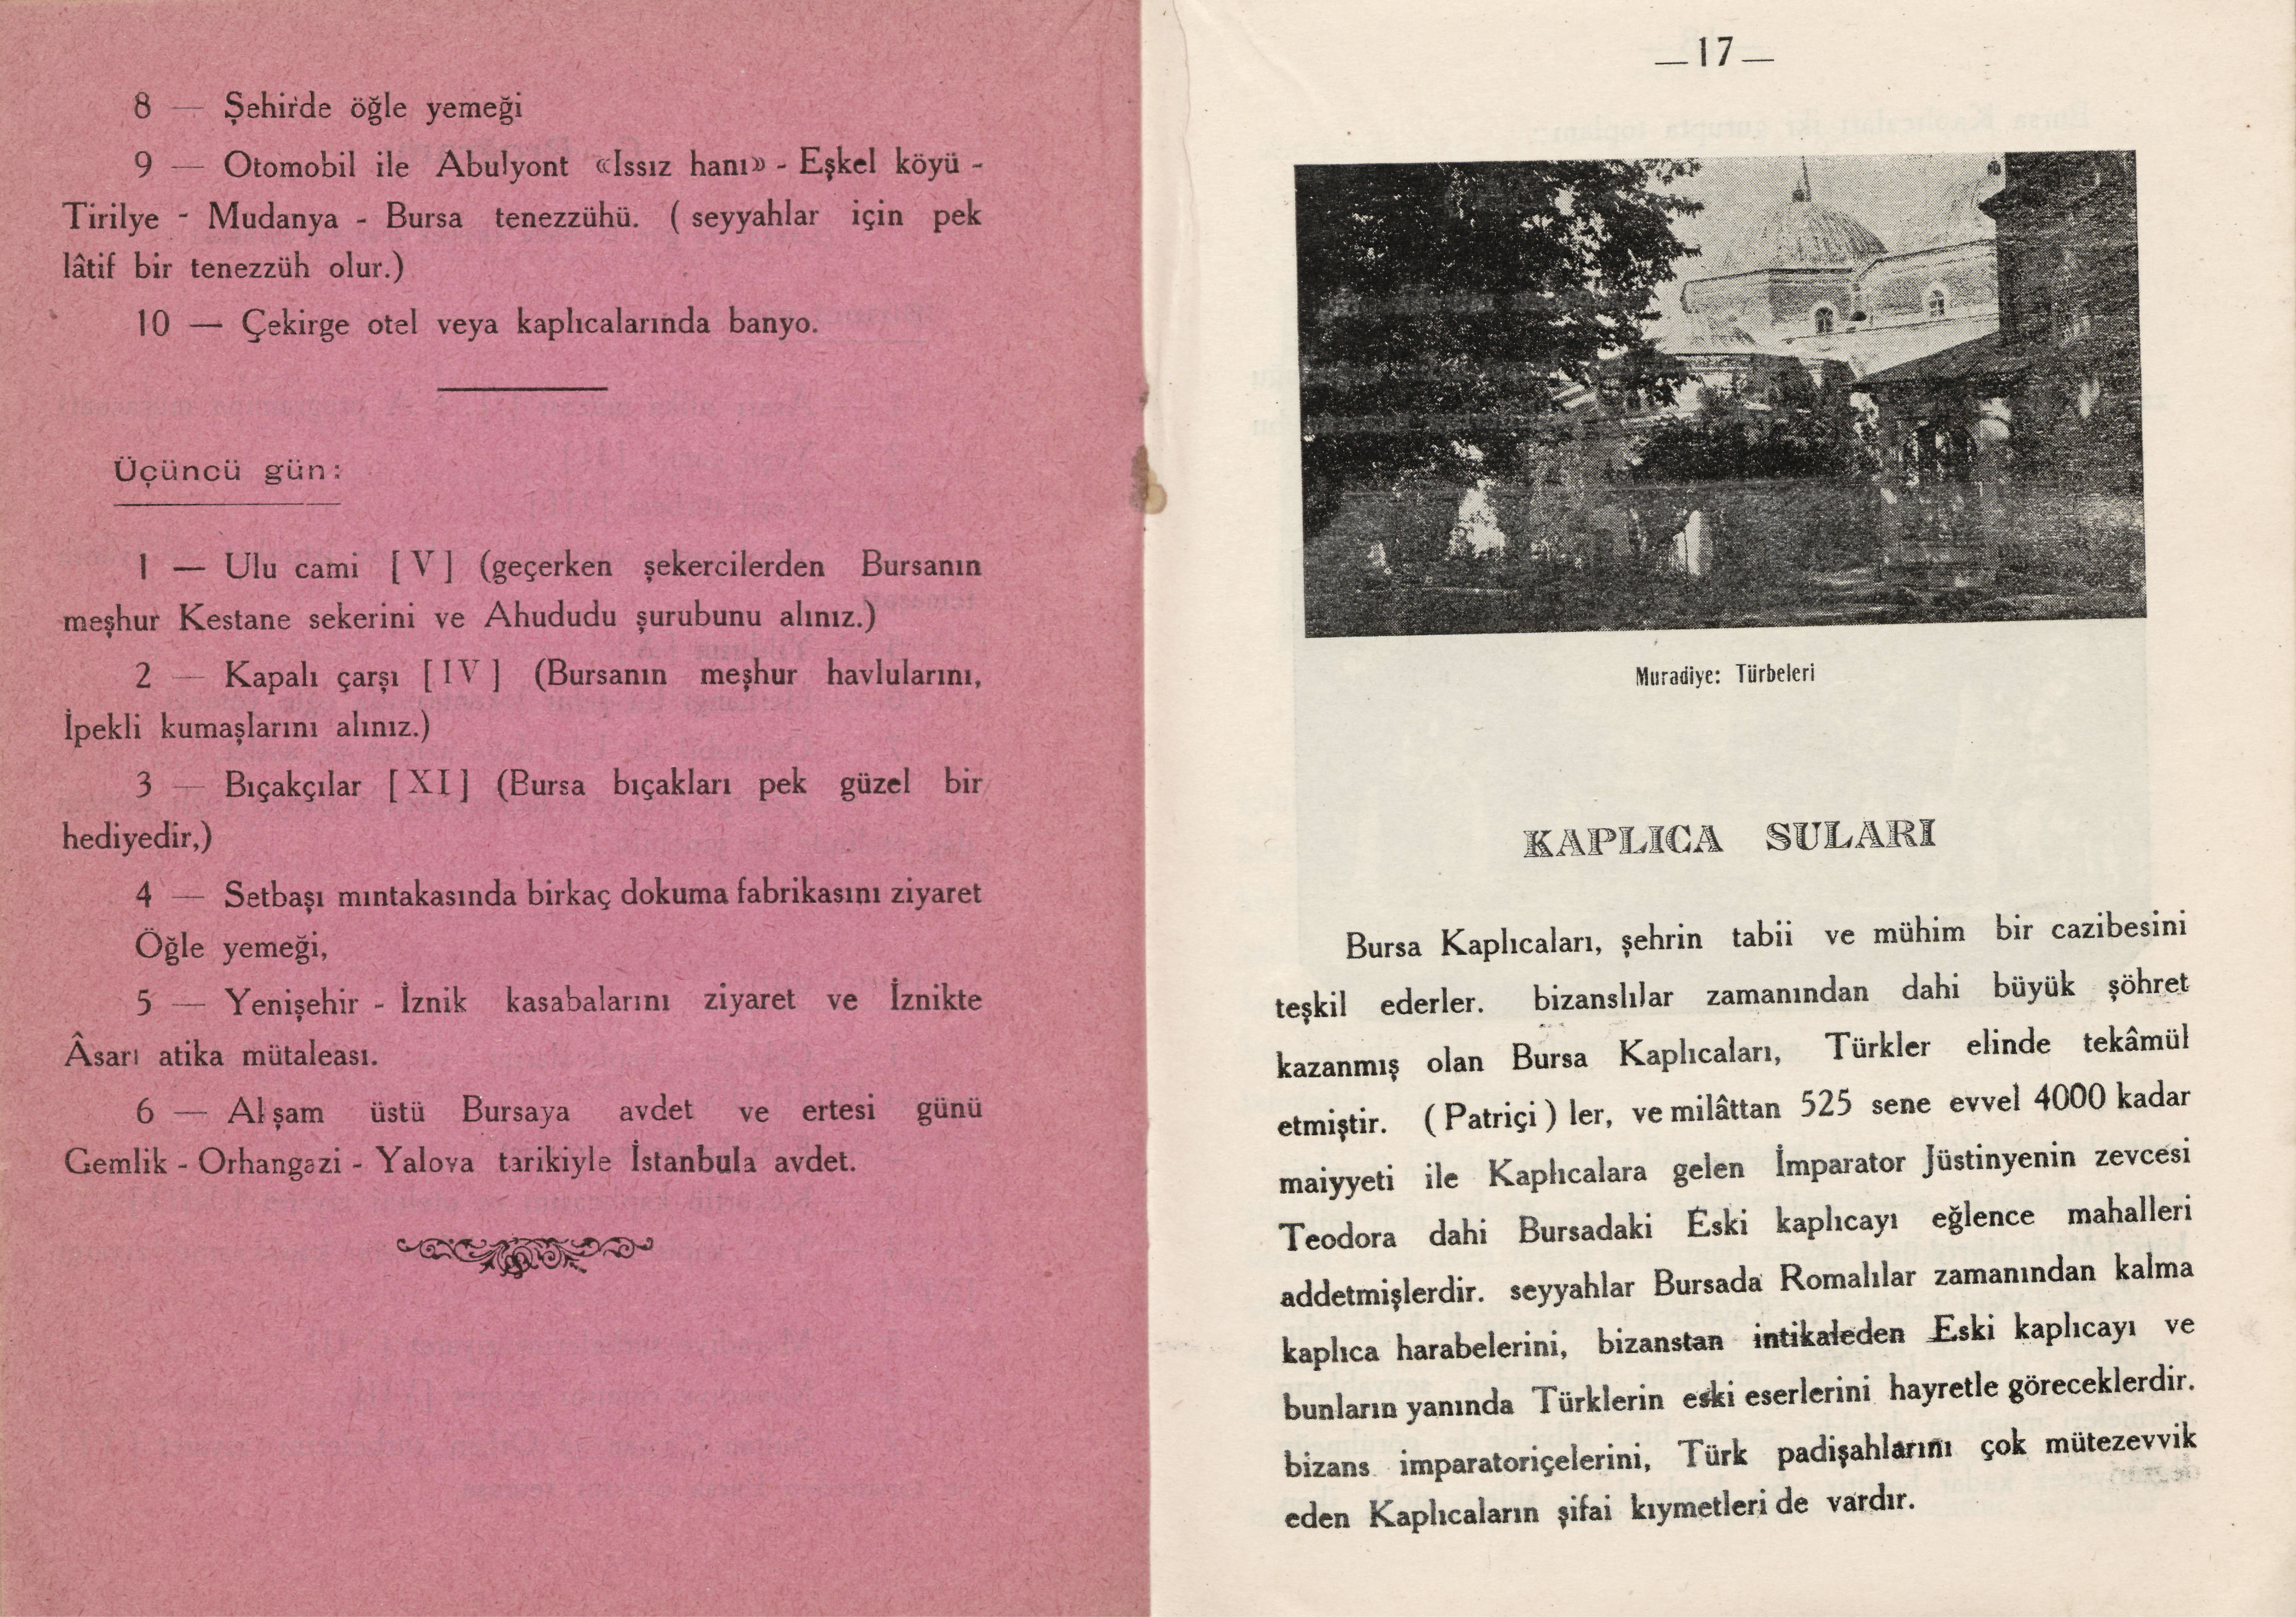 8 — Şehirde öğle yemeği
9 — Otomobil ile Abulyont «Issız hanı» - Eşkel köyü -
Tirilye - Mudanya - Bursa tenezzühü. ( seyyahlar için pek
lâtif bir tenezzüh olur.)
10 — Çekirge otel veya kaplıcalarında banyo.
Üçüncü gün:
1 — Ulu cami [ V ] (geçerken şekercilerden Bursanın
meşhur Kestane sekerini ve Ahududu şurubunu alınız.)
2 — Kapalı çarşı [ IV ] (Bursanın meşhur havlularını,
İpekli kumaşlarını alınız.)
3 — Bıçakçılar [ XI ] (Bursa bıçakları pek güzel bir
hediyedir,)
4 — Setbaşı mıntakasında birkaç dokuma fabrikasını ziyaret
Öğle yemeği,
5 — Yenişehir - İznik kasabalarını ziyaret ve İznikte
Âsarı atika mütaleası.
6 — Akşam üstü Bursaya avdet ve ertesi günü
Gemlik - Orhangazi - Yalova tarikiyle İstanbula avdet.
— 17 —
Muradiye: Türbeleri
KAPLICA SULARI
Bursa Kaplıcaları, şehrin tabii ve mühim bir cazibesini
teşkil ederler. bizanslılar zamanından dahi büyük şöhret
kazanmış olan Bursa Kaplıcaları, Türkler elinde tekâmül
etmiştir. ( Patriçi ) ler, ve milâttan 525 sene evvel 4000 kadar
maiyyeti ile Kaplıcalara gelen İmparator Jüstinyenin zevcesi
Teodora dahi Bursadaki Eski kaplıcayı eğlence mahalleri
addetmişlerdir. seyyahlar Bursada Romalılar zamanından kalma
kaplıca harabelerini, bizanstan intikaleden Eski kaplıcayı ve
bunların yanında Türklerin eski eserlerini hayretle göreceklerdir.
bizans imparatoriçelerini, Türk padişahlarını çok mütezevvik
eden Kaplıcaların şifai kıymetleri de vardır.